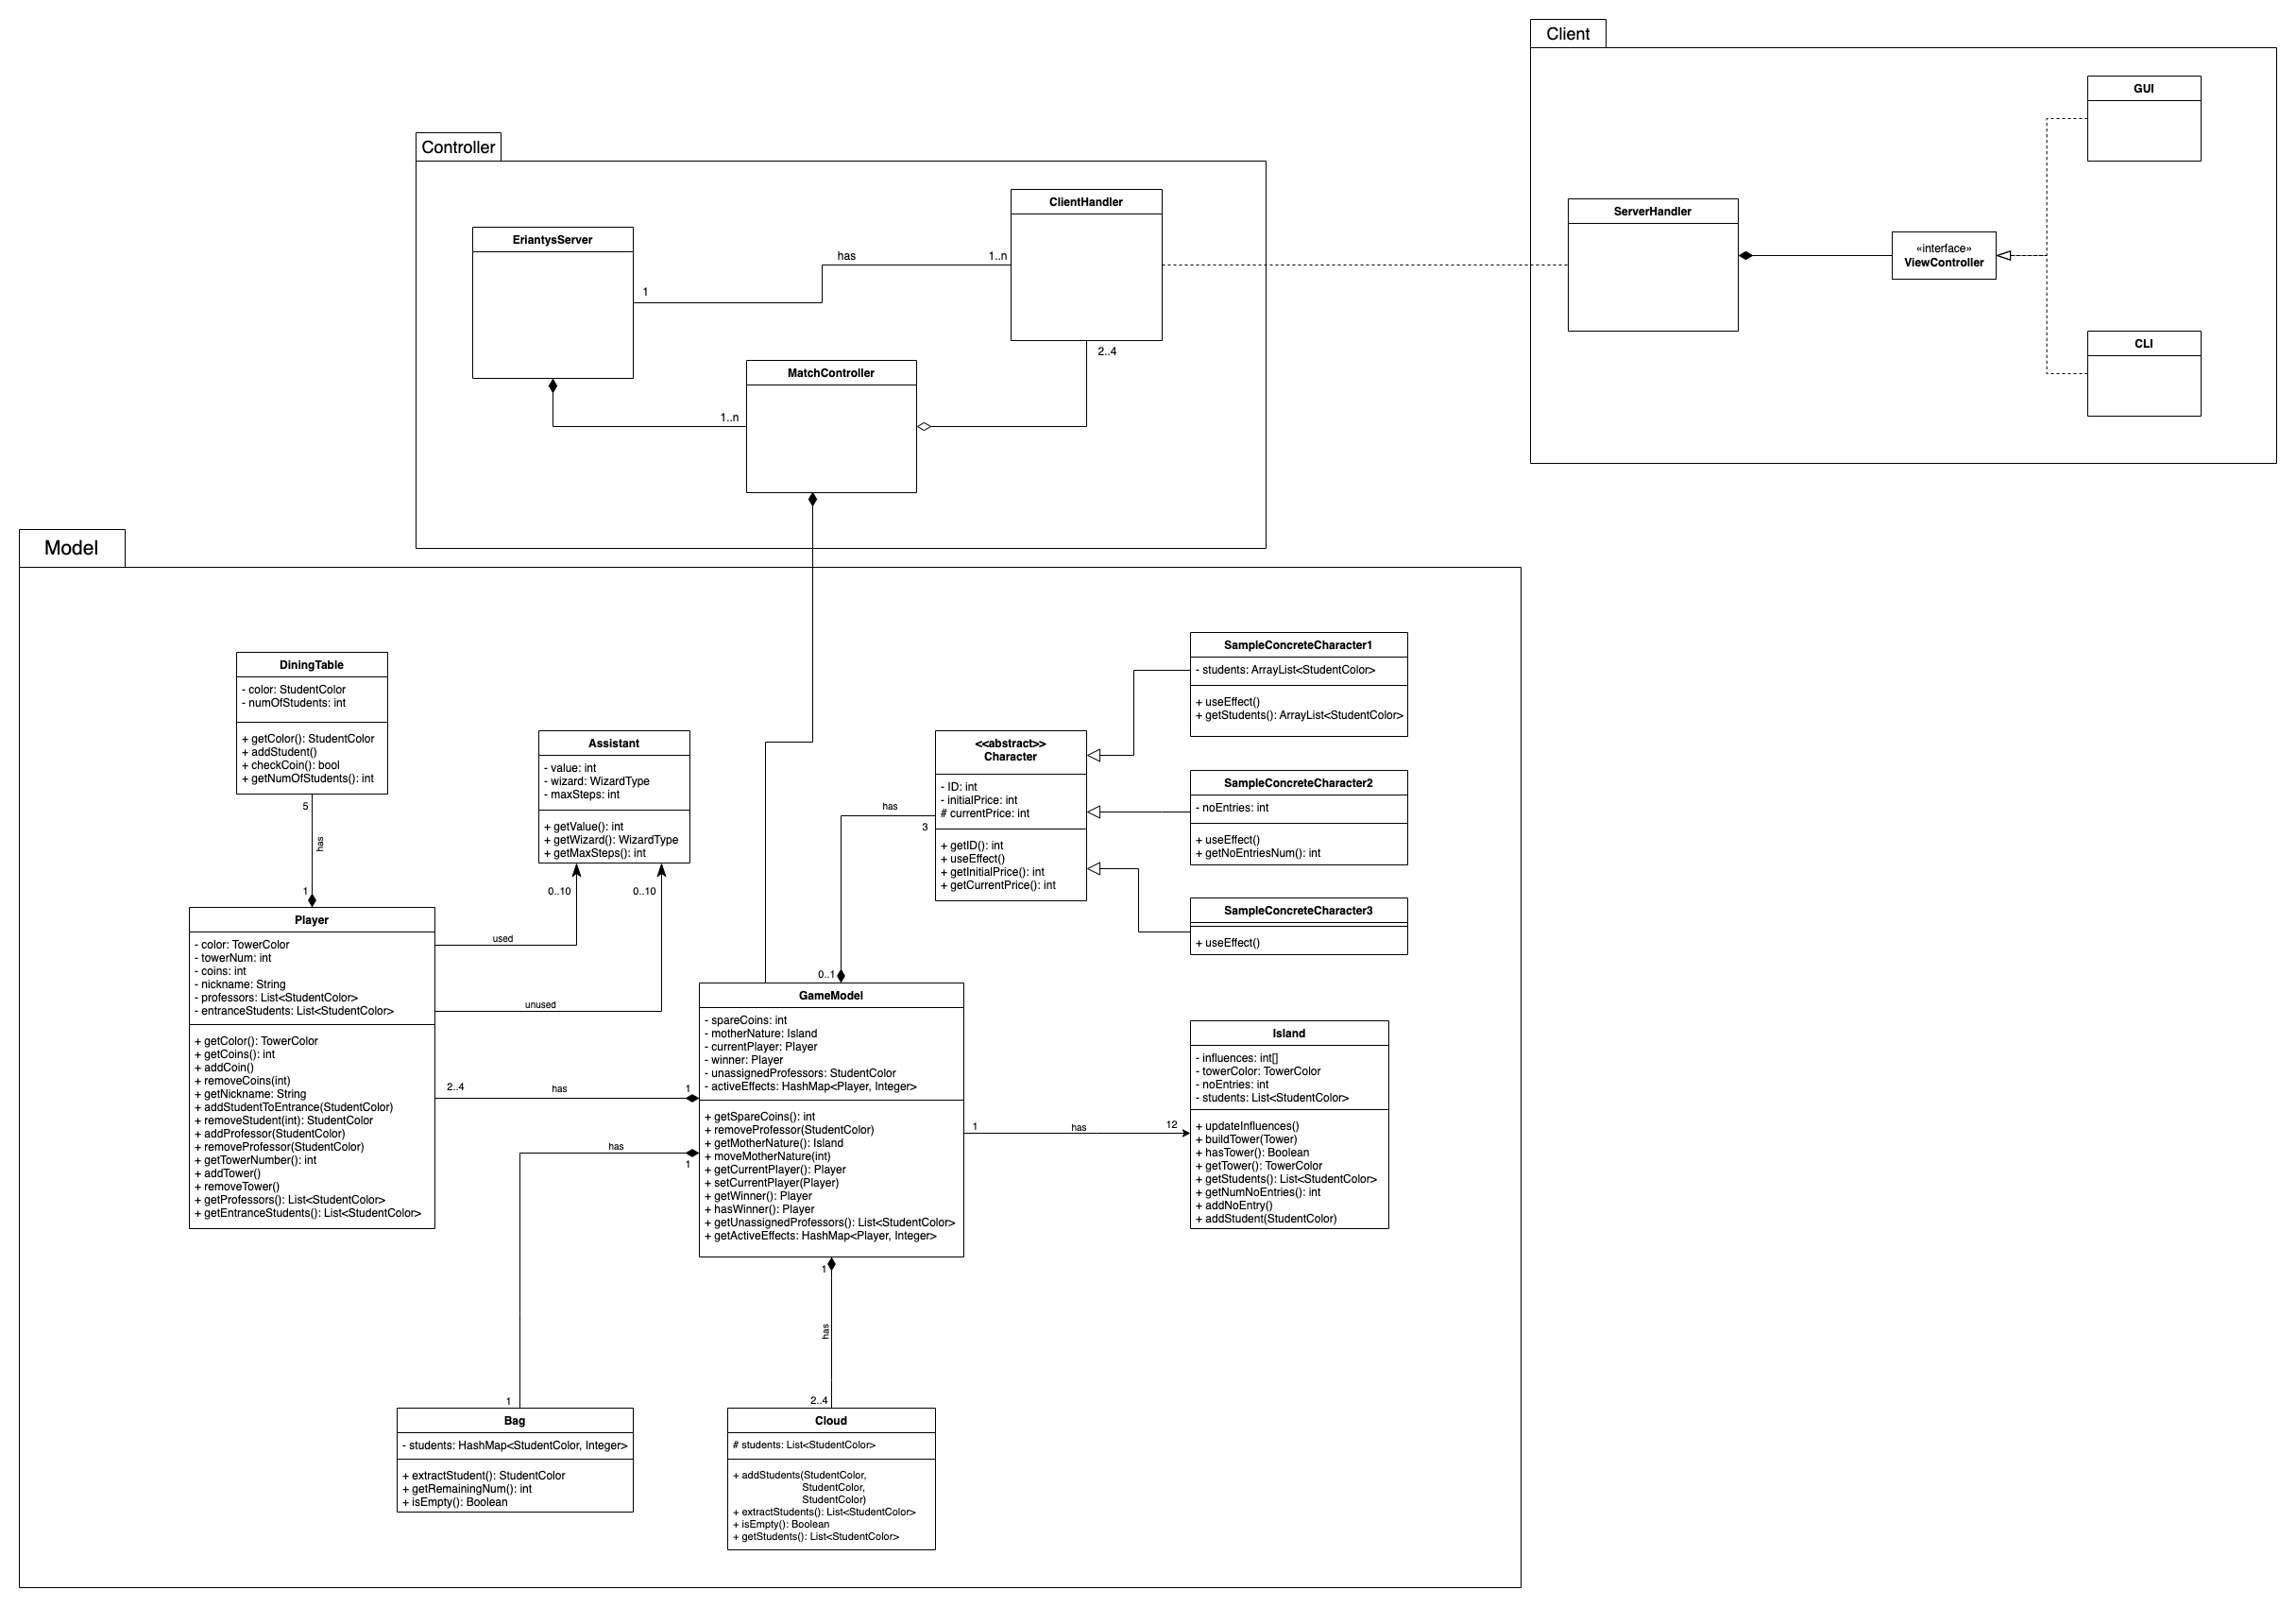 Client
GUI
ServerHandler
«interface»
ViewController
CLI
Controller
ClientHandler
EriantysServer
has
1..n
1
2..4
MatchController
1..n
Model
DiningTable
- color: StudentColor
- numOfStudents: int
+ getColor(): StudentColor
+ addStudent()
+ checkCoin(): bool
+ getNumOfStudents(): int
5
has
1
Assistant
- value: int
- wizard: WizardType
- maxSteps: int
+ getValue(): int
+ getWizard(): WizardType
+ getMaxSteps(): int
0..10
0..10
used
unused
Player
- color: TowerColor
- towerNum: int
- coins: int
- nickname: String
- professors: List<StudentColor>
- entranceStudents: List<StudentColor>
+ getColor(): TowerColor
+ getCoins(): int
+ addCoin()
+ removeCoins(int)
+ getNickname: String
+ addStudentToEntrance(StudentColor)
+ removeStudent(int): StudentColor
+ addProfessor(StudentColor)
+ removeProfessor(StudentColor)
+ getTowerNumber(): int
+ addTower()
+ removeTower()
+ getProfessors(): List<StudentColor>
+ getEntranceStudents(): List<StudentColor>
2..4
has
1
has
1
<<abstract>>
Character
- ID: int
- initialPrice: int
# currentPrice: int
+ getID(): int
+ useEffect()
+ getInitialPrice(): int
+ getCurrentPrice(): int
has
3
0..1
SampleConcreteCharacter1
- students: ArrayList<StudentColor>
+ useEffect()
+ getStudents(): ArrayList<StudentColor>
SampleConcreteCharacter2
- noEntries: int
+ useEffect()
+ getNoEntriesNum(): int
SampleConcreteCharacter3
+ useEffect()
GameModel
- spareCoins: int
- motherNature: Island
- currentPlayer: Player
- winner: Player
- unassignedProfessors: StudentColor
- activeEffects: HashMap<Player, Integer>
+ getSpareCoins(): int
+ removeProfessor(StudentColor)
+ getMotherNature(): Island
+ moveMotherNature(int)
+ getCurrentPlayer(): Player
+ setCurrentPlayer(Player)
+ getWinner(): Player
+ hasWinner(): Player
+ getUnassignedProfessors(): List<StudentColor>
+ getActiveEffects: HashMap<Player, Integer>
1
has
12
Island
- influences: int[]
- towerColor: TowerColor
- noEntries: int
- students: List<StudentColor>
+ updateInfluences()
+ buildTower(Tower)
+ hasTower(): Boolean
+ getTower(): TowerColor
+ getStudents(): List<StudentColor>
+ getNumNoEntries(): int
+ addNoEntry()
+ addStudent(StudentColor)
1
has
2..4
1
Bag
- students: HashMap<StudentColor, Integer>
+ extractStudent(): StudentColor
+ getRemainingNum(): int
+ isEmpty(): Boolean
Cloud
# students: List<StudentColor>
+ addStudents(StudentColor,
StudentColor,
StudentColor)
+ extractStudents(): List<StudentColor>
+ isEmpty(): Boolean
+ getStudents(): List<StudentColor>